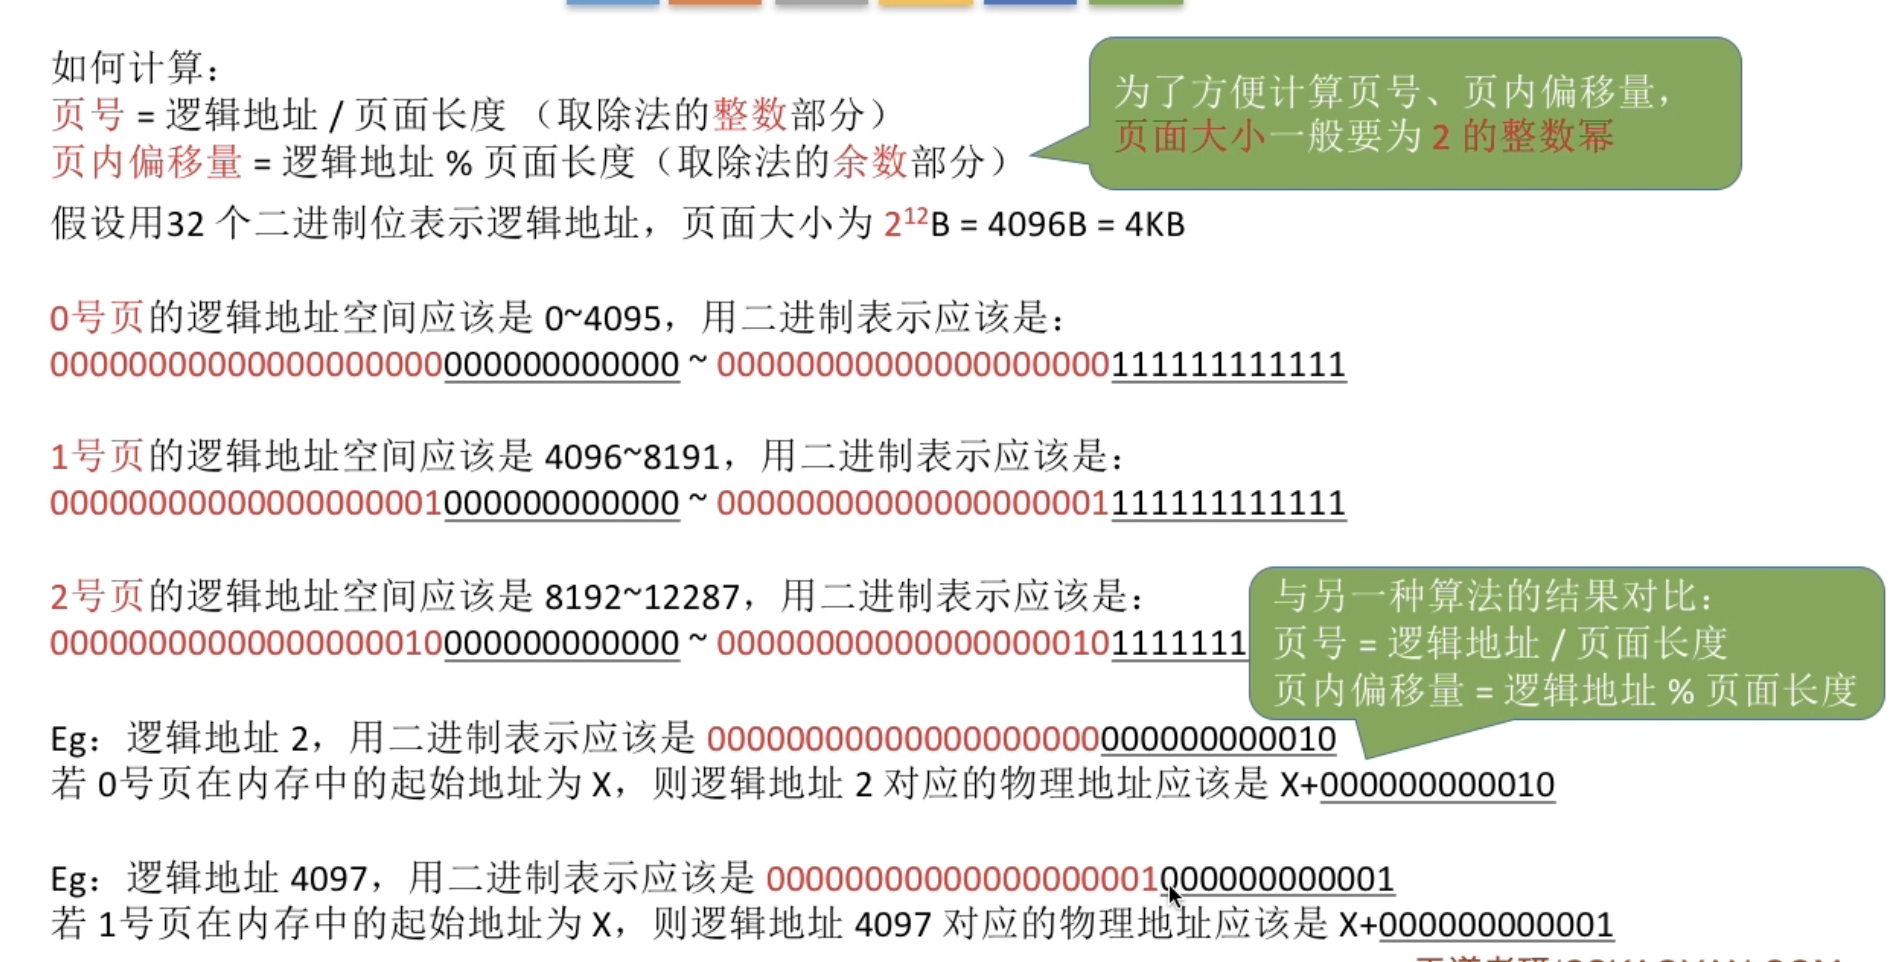 如何计算：
页号 = 逻辑地址 / 页面长度 （取除法的整数部分）
页内偏移量 = 逻辑地址 % 页面长度（取除法的余数部分）
为了方便计算页号、页内偏移量，
页面大小一般要为 2 的整数幂
假设用32 个二进制位表示逻辑地址，页面大小为 2¹²B = 4096B = 4KB
0号页的逻辑地址空间应该是 0~4095，用二进制表示应该是：
00000000000000000000000000000000 ~ 00000000000000000000111111111111
1号页的逻辑地址空间应该是 4096~8191，用二进制表示应该是：
00000000000000000001000000000000 ~ 00000000000000000001111111111111
2号页的逻辑地址空间应该是 8192~12287，用二进制表示应该是：
00000000000000000010000000000000 ~ 000000000000000000101111111
与另一种算法的结果对比：
页号 = 逻辑地址 / 页面长度
页内偏移量 = 逻辑地址 % 页面长度
Eg：逻辑地址 2，用二进制表示应该是 00000000000000000000000000000010
若 0号页在内存中的起始地址为 X，则逻辑地址 2 对应的物理地址应该是 X+000000000010
Eg：逻辑地址 4097，用二进制表示应该是 00000000000000000001000000000001
若 1号页在内存中的起始地址为 X，则逻辑地址 4097 对应的物理地址应该是 X+000000000001